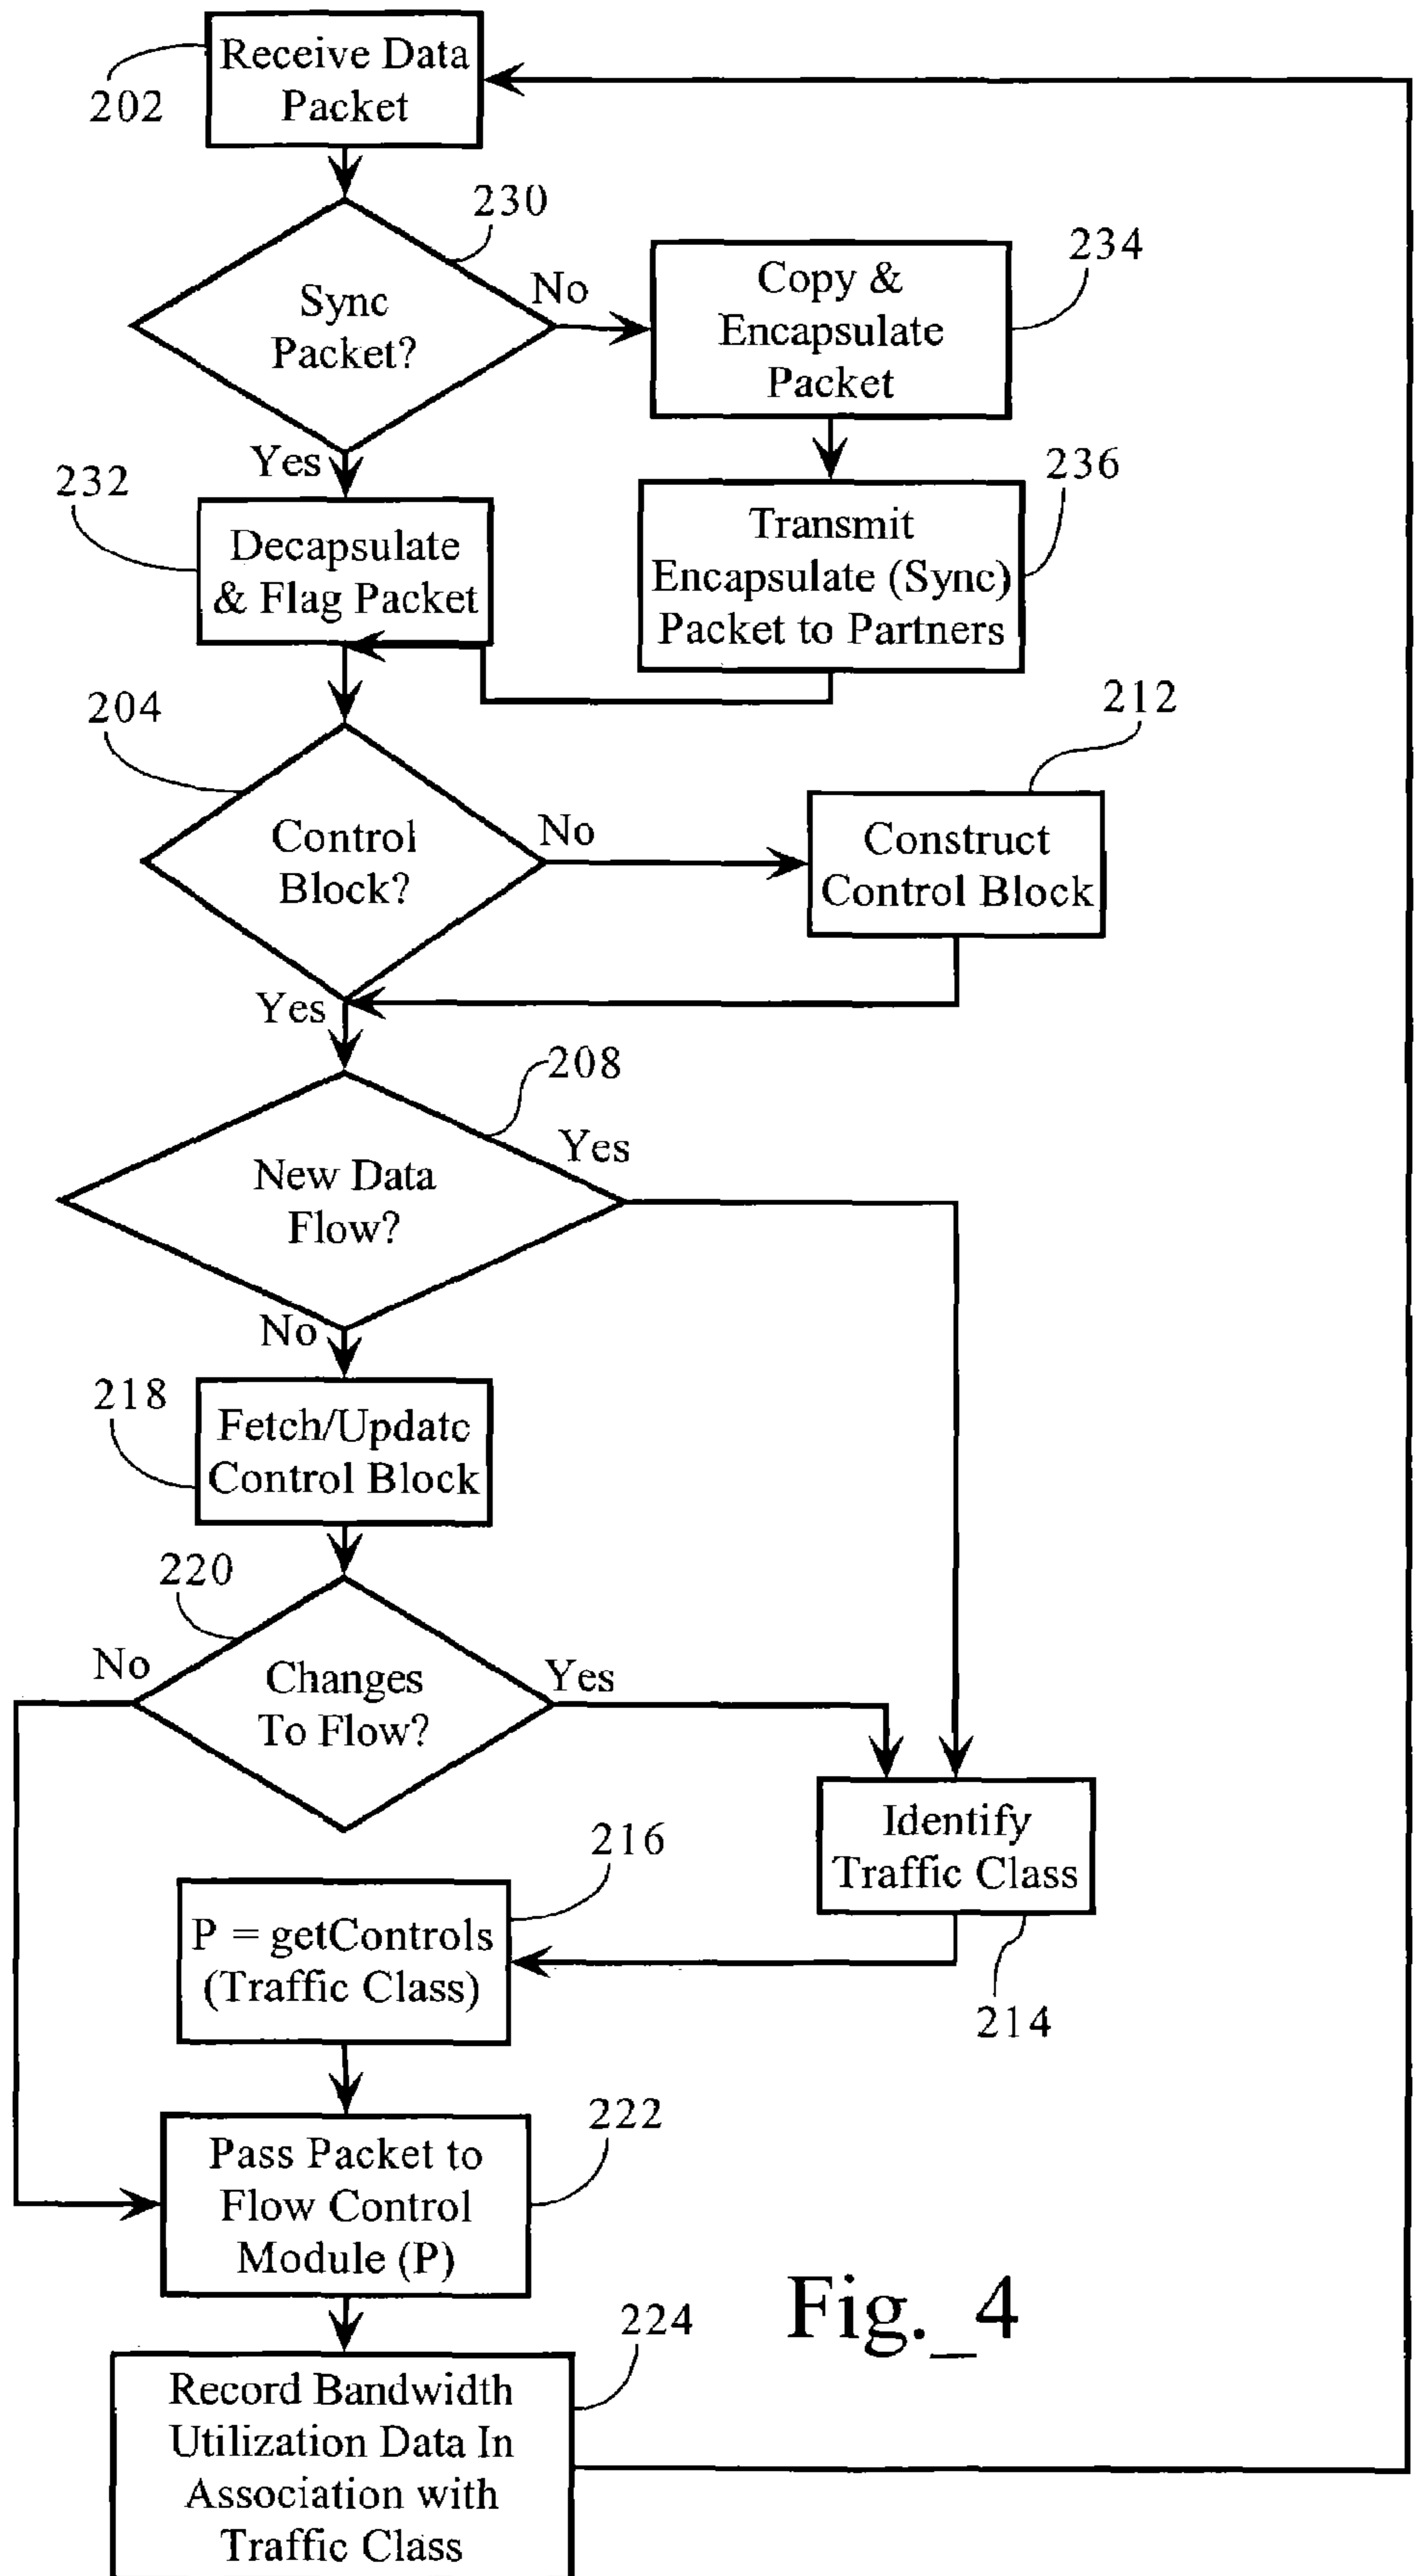 Receive Data
Packet
202
230
Sync
Packet?
No
Copy &
Encapsulate
Packet
234
Yes
232
Decapsulate
& Flag Packet
Transmit
Encapsulate (Sync)
Packet to Partners
236
204
Control
Block?
No
Construct
Control Block
212
Yes
208
New Data
Flow?
Yes
No
218
Fetch/Update
Control Block
220
Changes
To Flow?
No
Yes
Identify
Traffic Class
214
216
P = getControls
(Traffic Class)
Pass Packet to
Flow Control
Module (P)
222
224
Record Bandwidth
Utilization Data In
Association with
Traffic Class
Fig._4